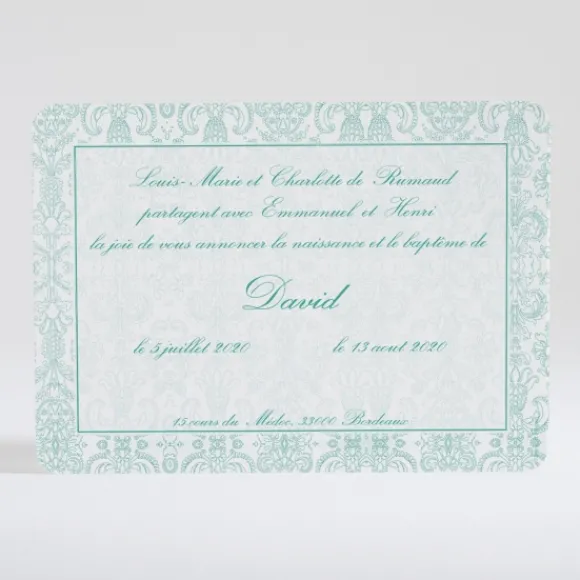 Louis-Marie et Charlotte de Rumaud
partagent avec Emmanuel et Henri
la joie de vous annoncer la naissance et le baptême de
David
le 5 juillet 2020 le 13 aout 2020
15 cours du Médoc, 33000 Bordeaux